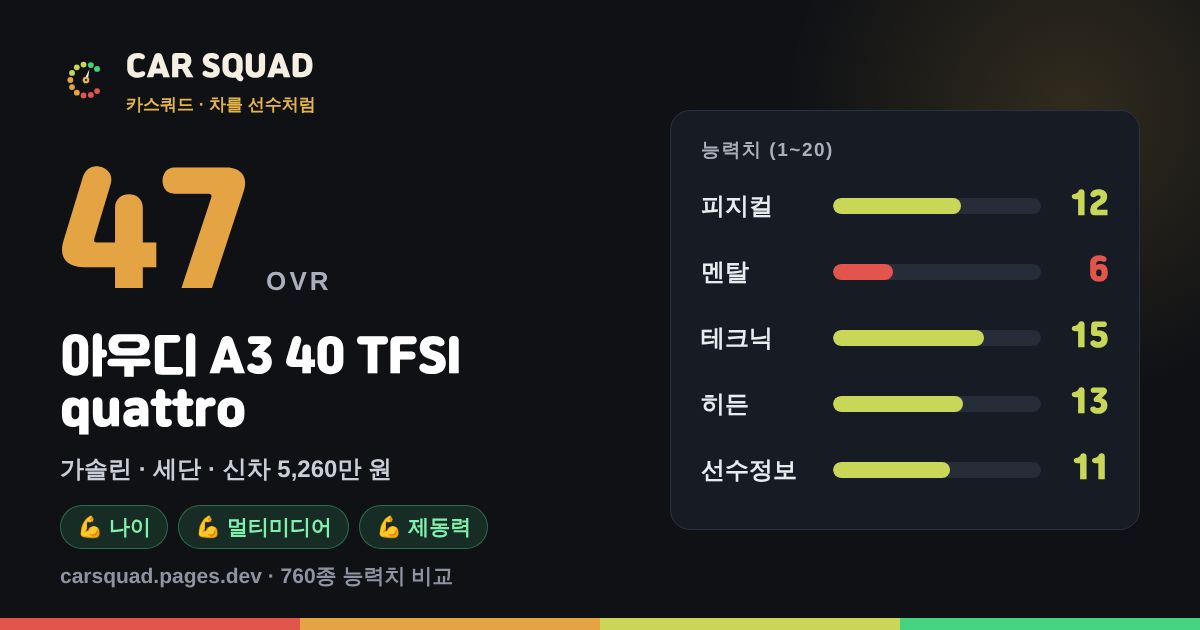 CAR SQUAD
카스쿼드 · 차를 선수처럼
47 OVR
아우디 A3 40 TFSI
quattro
가솔린 · 세단 · 신차 5,260만 원
💪 나이 💪 멀티미디어 💪 제동력
carsquad.pages.dev · 760종 능력치 비교
능력치 (1~20)
피지컬 12
멘탈 6
테크닉 15
히든 13
선수정보 11